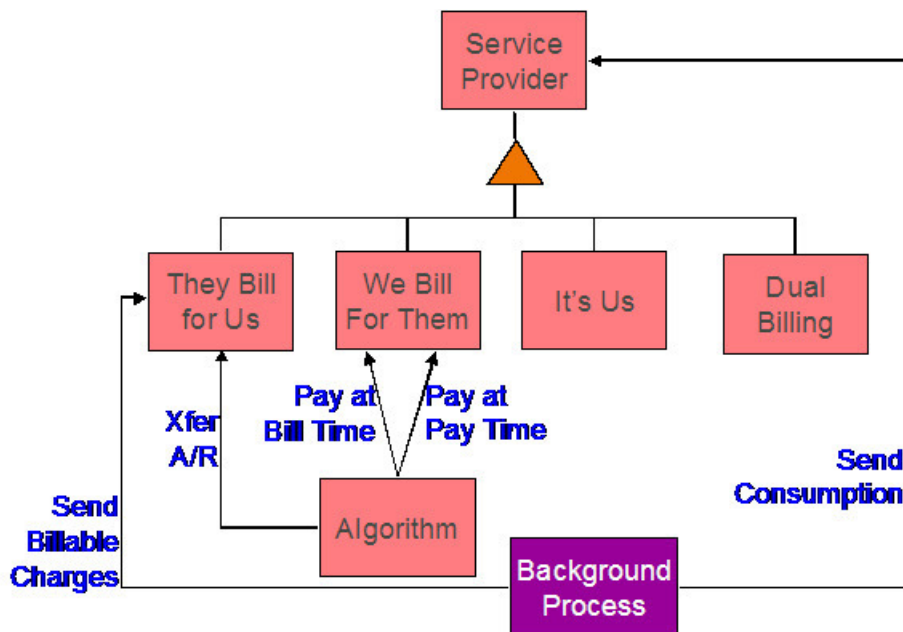 Service
Provider
They Bill
for Us
We Bill
For Them
It's Us
Dual
Billing
Xfer
A/R
Pay at
Bill Time
Pay at
Pay Time
Send
Consumption
Send
Billable
Charges
Algorithm
Background
Process